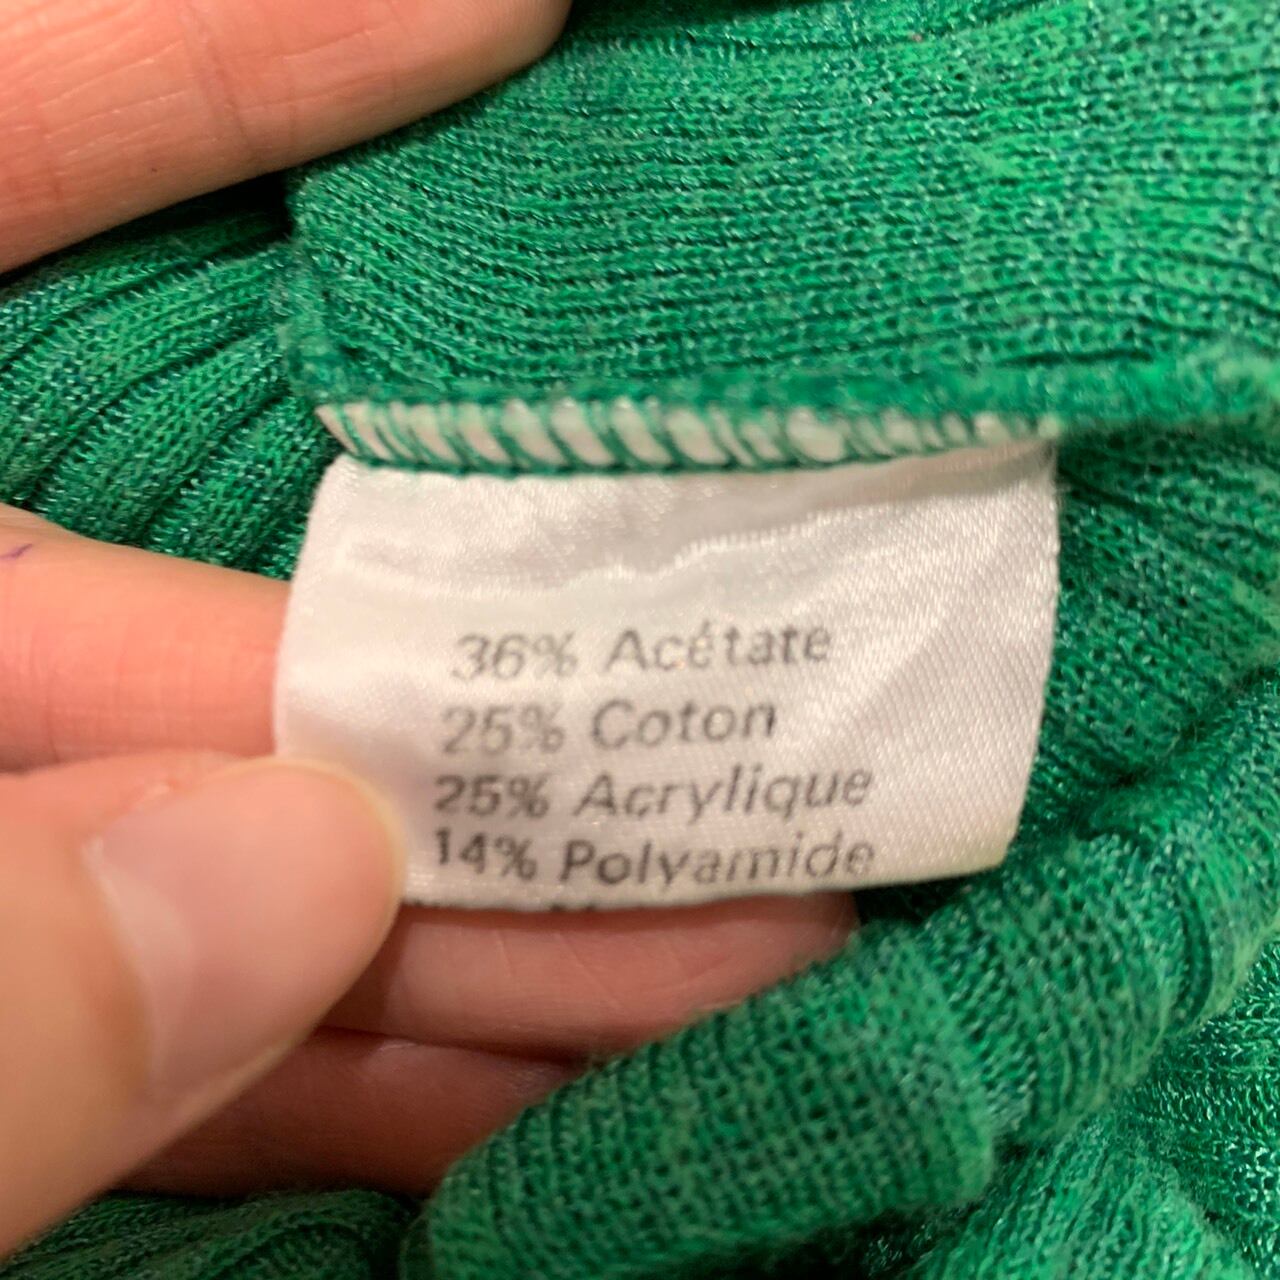 36% Acétate
25% Coton
25% Acrylique
14% Polyamide